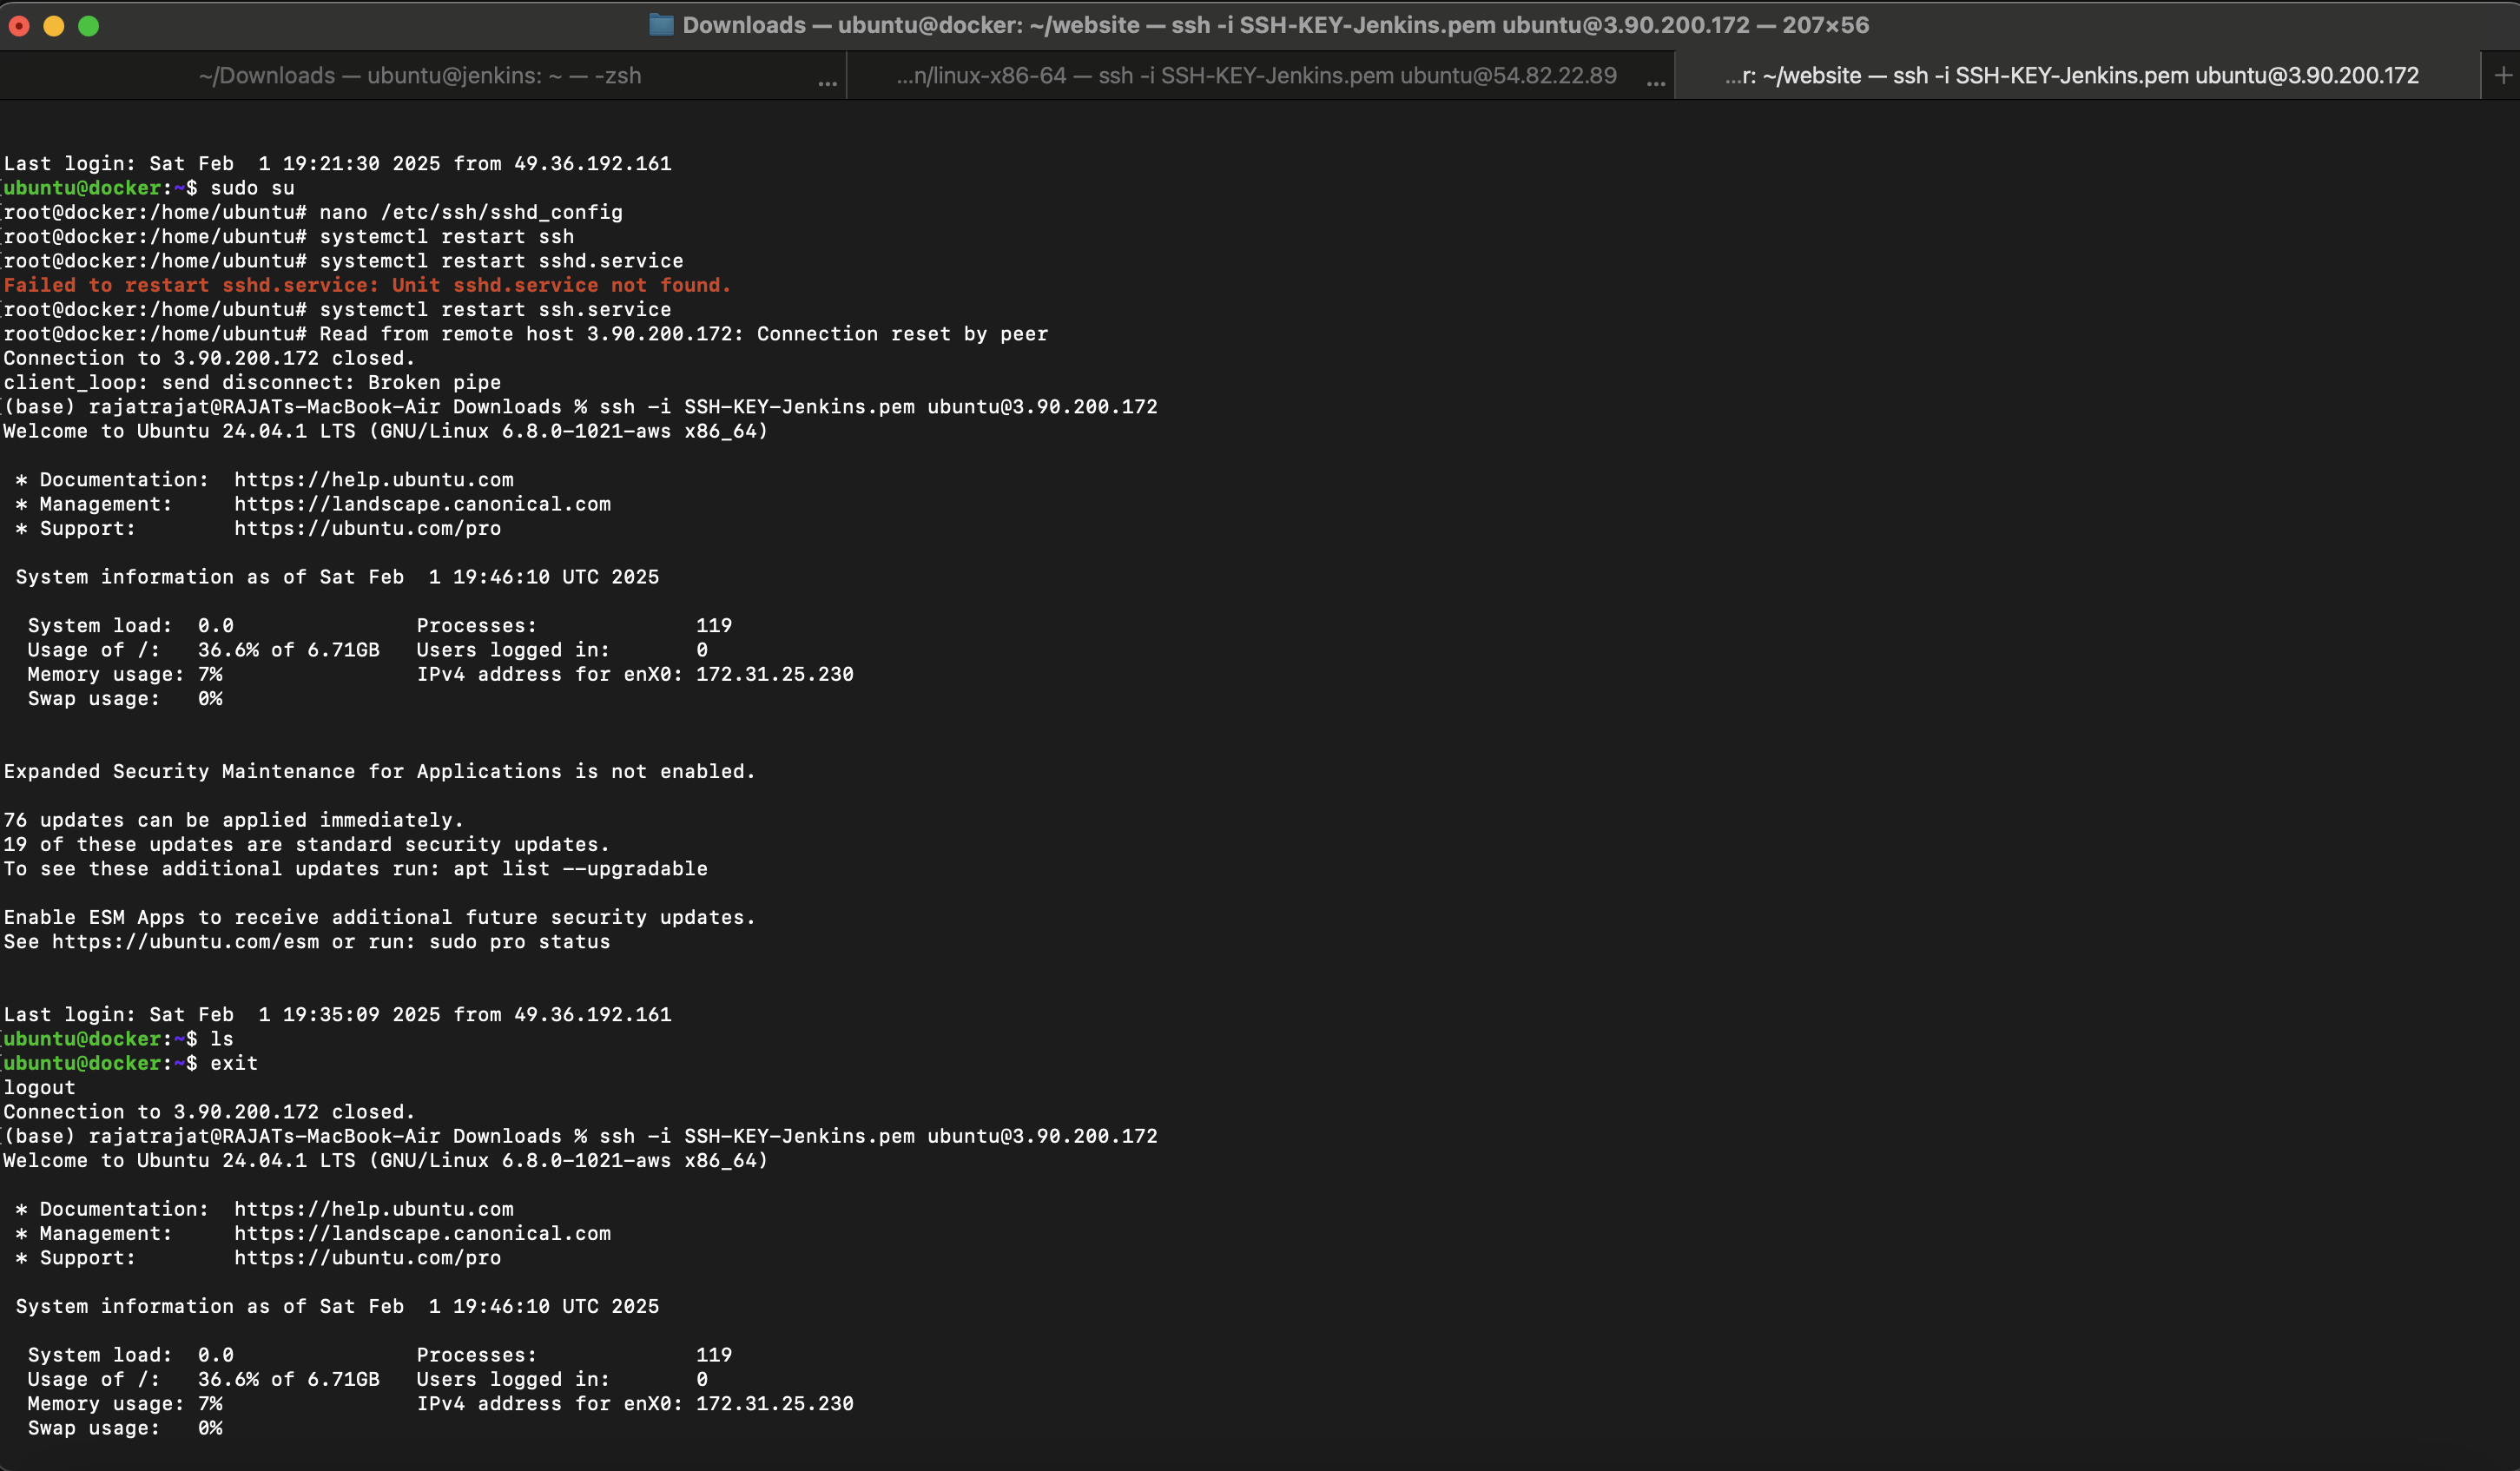 Downloads — ubuntu@docker: ~/website — ssh -i SSH-KEY-Jenkins.pem ubuntu@3.90.200.172 — 207×56
~/Downloads — ubuntu@jenkins: ~ — -zsh ... ...n/linux-x86-64 — ssh -i SSH-KEY-Jenkins.pem ubuntu@54.82.22.89 ... ...r: ~/website — ssh -i SSH-KEY-Jenkins.pem ubuntu@3.90.200.172 +
Last login: Sat Feb  1 19:21:30 2025 from 49.36.192.161
[ubuntu@docker:~$ sudo su
[root@docker:/home/ubuntu# nano /etc/ssh/sshd_config
[root@docker:/home/ubuntu# systemctl restart ssh
[root@docker:/home/ubuntu# systemctl restart sshd.service
Failed to restart sshd.service: Unit sshd.service not found.
[root@docker:/home/ubuntu# systemctl restart ssh.service
root@docker:/home/ubuntu# Read from remote host 3.90.200.172: Connection reset by peer
Connection to 3.90.200.172 closed.
client_loop: send disconnect: Broken pipe
[(base) rajatrajat@RAJATs-MacBook-Air Downloads % ssh -i SSH-KEY-Jenkins.pem ubuntu@3.90.200.172
Welcome to Ubuntu 24.04.1 LTS (GNU/Linux 6.8.0-1021-aws x86_64)
 * Documentation:  https://help.ubuntu.com
 * Management:     https://landscape.canonical.com
 * Support:        https://ubuntu.com/pro
 System information as of Sat Feb  1 19:46:10 UTC 2025
  System load:  0.0               Processes:             119
  Usage of /:   36.6% of 6.71GB   Users logged in:       0
  Memory usage: 7%                IPv4 address for enX0: 172.31.25.230
  Swap usage:   0%
Expanded Security Maintenance for Applications is not enabled.
76 updates can be applied immediately.
19 of these updates are standard security updates.
To see these additional updates run: apt list --upgradable
Enable ESM Apps to receive additional future security updates.
See https://ubuntu.com/esm or run: sudo pro status
Last login: Sat Feb  1 19:35:09 2025 from 49.36.192.161
[ubuntu@docker:~$ ls
[ubuntu@docker:~$ exit
logout
Connection to 3.90.200.172 closed.
[(base) rajatrajat@RAJATs-MacBook-Air Downloads % ssh -i SSH-KEY-Jenkins.pem ubuntu@3.90.200.172
Welcome to Ubuntu 24.04.1 LTS (GNU/Linux 6.8.0-1021-aws x86_64)
 * Documentation:  https://help.ubuntu.com
 * Management:     https://landscape.canonical.com
 * Support:        https://ubuntu.com/pro
 System information as of Sat Feb  1 19:46:10 UTC 2025
  System load:  0.0               Processes:             119
  Usage of /:   36.6% of 6.71GB   Users logged in:       0
  Memory usage: 7%                IPv4 address for enX0: 172.31.25.230
  Swap usage:   0%